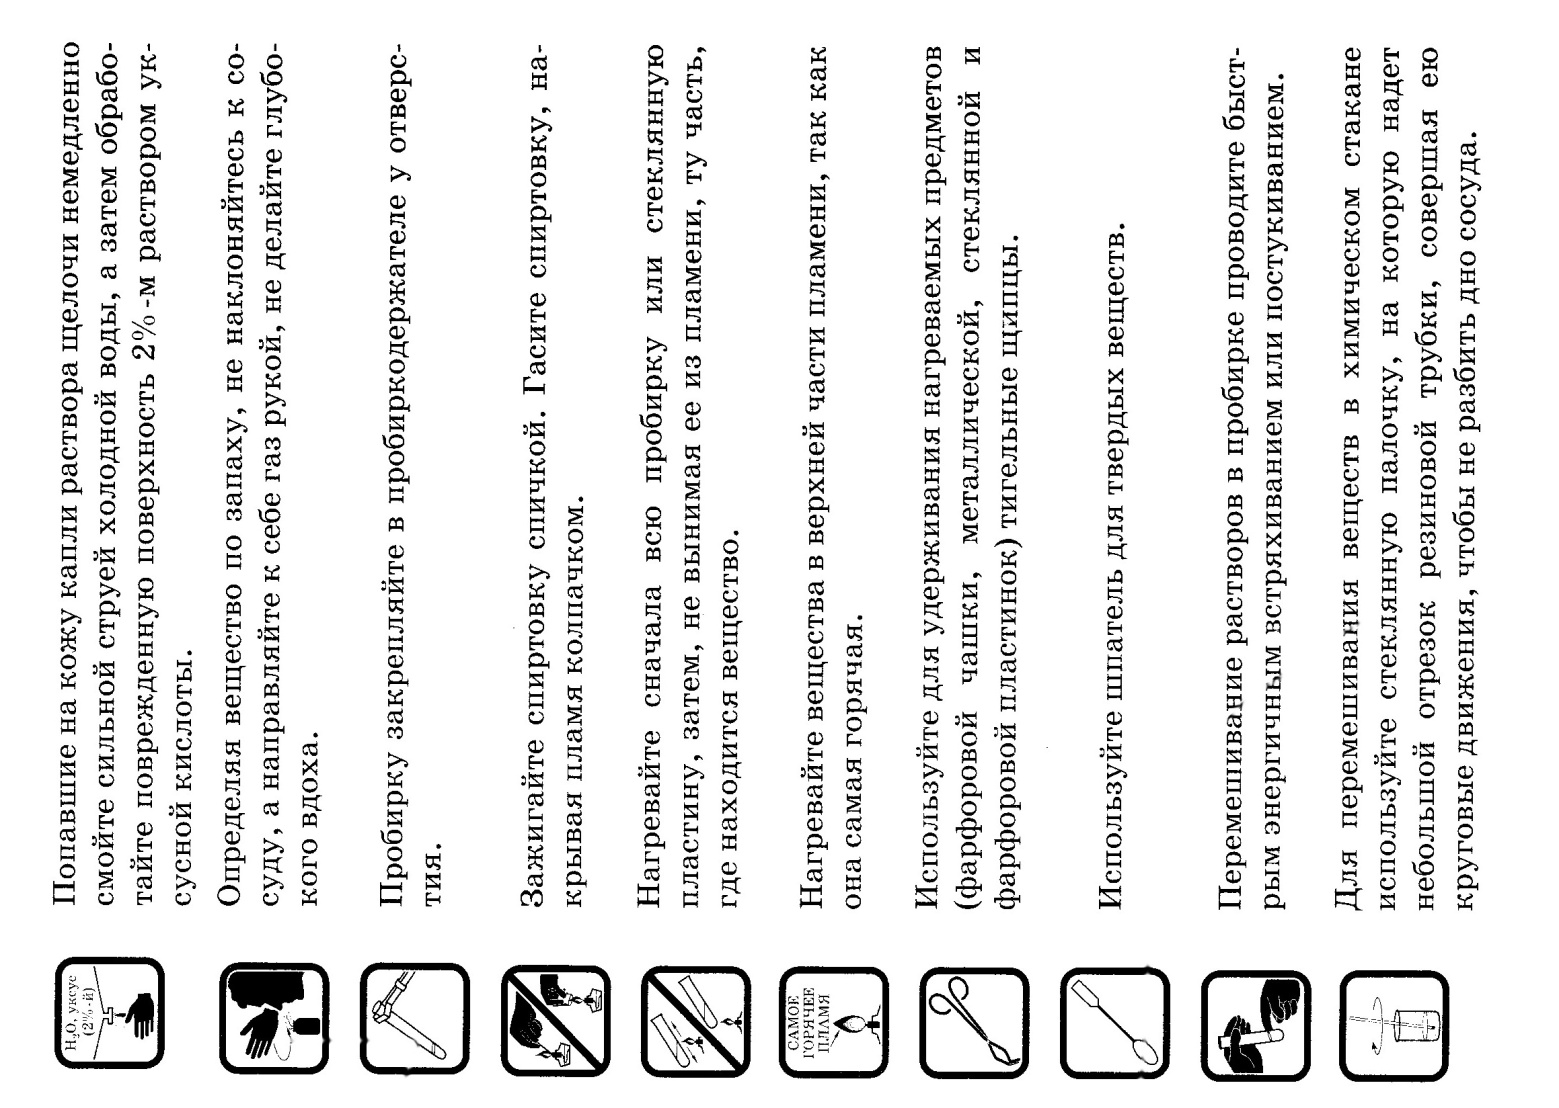 H₂O, уксус
(2%-й)
Попавшие на кожу капли раствора щелочи немедленно
смойте сильной струей холодной воды, а затем обрабо-
тайте поврежденную поверхность 2%-м раствором ук-
сусной кислоты.
Определяя вещество по запаху, не наклоняйтесь к со-
суду, а направляйте к себе газ рукой, не делайте глубо-
кого вдоха.
Пробирку закрепляйте в пробиркодержателе у отверс-
тия.
Зажигайте спиртовку спичкой. Гасите спиртовку, на-
крывая пламя колпачком.
Нагревайте сначала всю пробирку или стеклянную
пластину, затем, не вынимая ее из пламени, ту часть,
где находится вещество.
САМОЕ
ГОРЯЧЕЕ
ПЛАМЯ
Нагревайте вещества в верхней части пламени, так как
она самая горячая.
Используйте для удерживания нагреваемых предметов
(фарфоровой чашки, металлической, стеклянной и
фарфоровой пластинок) тигельные щипцы.
Используйте шпатель для твердых веществ.
Перемешивание растворов в пробирке проводите быст-
рым энергичным встряхиванием или постукиванием.
Для перемешивания веществ в химическом стакане
используйте стеклянную палочку, на которую надет
небольшой отрезок резиновой трубки, совершая ею
круговые движения, чтобы не разбить дно сосуда.